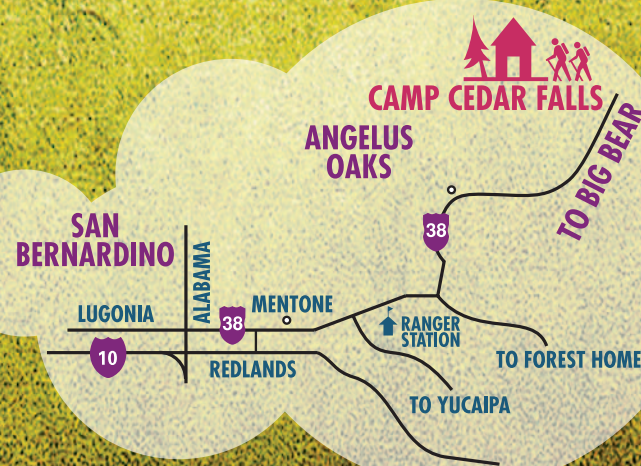 CAMP CEDAR FALLS
ANGELUS
OAKS
TO BIG BEAR
SAN
BERNARDINO
38
ALABAMA
LUGONIA
38
MENTONE
RANGER
STATION
10
REDLANDS
TO FOREST HOME
TO YUCAIPA